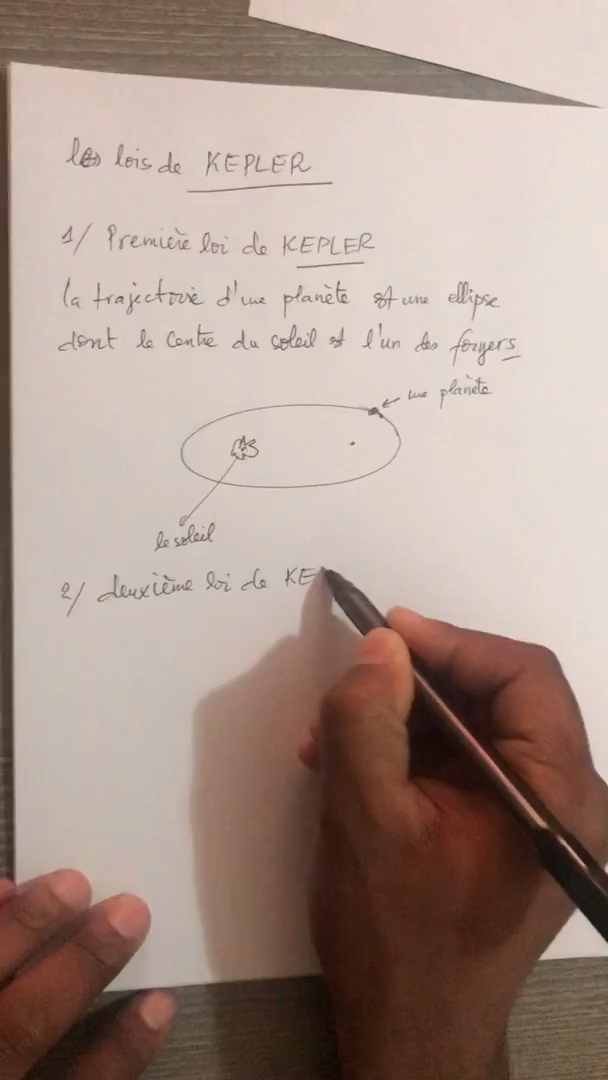 les lois de KEPLER
1/ Première loi de KEPLER
la trajectoire d'une planète est une ellipse
dont le centre du soleil est l'un des foryers
une planète
le soleil
2/ deuxième loi de KE